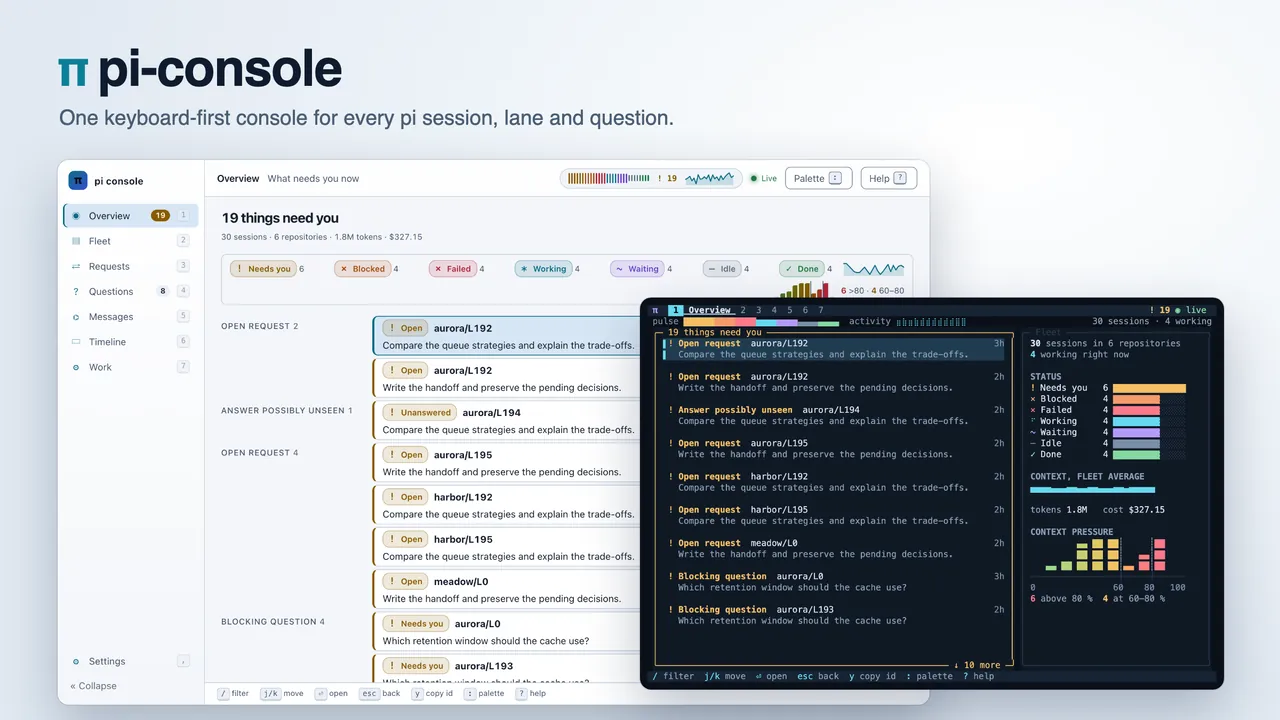 π pi-console
One keyboard-first console for every pi session, lane and question.
π pi console
Overview 19 1
Fleet 2
Requests 3
? Questions 8 4
Messages 5
Timeline 6
Work 7
Settings ,
« Collapse
Overview What needs you now
! 19
Live
Palette :
Help ?
19 things need you
30 sessions · 6 repositories · 1.8M tokens · $327.15
! Needs you 6
× Blocked 4
× Failed 4
✶ Working 4
~ Waiting 4
— Idle 4
✓ Done 4
6 >80 · 4 60–80
OPEN REQUEST 2
! Open aurora/L192
Compare the queue strategies and explain the trade-offs.
! Open aurora/L192
Write the handoff and preserve the pending decisions.
ANSWER POSSIBLY UNSEEN 1
! Unanswered aurora/L194
Compare the queue strategies and explain the trade-offs.
OPEN REQUEST 4
! Open aurora/L195
Write the handoff and preserve the pending decisions.
! Open harbor/L192
Compare the queue strategies and explain the trade-offs.
! Open harbor/L195
Compare the queue strategies and explain the trade-offs.
! Open meadow/L0
Write the handoff and preserve the pending decisions.
BLOCKING QUESTION 4
! Needs you aurora/L0
Which retention window should the cache use?
! Needs you aurora/L193
Which retention window should the cache use?
/ filter j/k move ⏎ open esc back y copy id : palette ? help
π 1 Overview 2 3 4 5 6 7 ! 19 ◉ live
pulse activity 30 sessions · 4 working
19 things need you
! Open request aurora/L192 3h
Compare the queue strategies and explain the trade-offs.
! Open request aurora/L192 2h
Write the handoff and preserve the pending decisions.
! Answer possibly unseen aurora/L194 2h
Compare the queue strategies and explain the trade-offs.
! Open request aurora/L195 2h
Write the handoff and preserve the pending decisions.
! Open request harbor/L192 2h
Compare the queue strategies and explain the trade-offs.
! Open request harbor/L195 2h
Compare the queue strategies and explain the trade-offs.
! Open request meadow/L0 2h
Write the handoff and preserve the pending decisions.
! Blocking question aurora/L0 3h
Which retention window should the cache use?
! Blocking question aurora/L193 2h
Which retention window should the cache use?
↓ 10 more
Fleet
30 sessions in 6 repositories
4 working right now
STATUS
! Needs you 6
× Blocked 4
× Failed 4
Working 4
~ Waiting 4
— Idle 4
✓ Done 4
CONTEXT, FLEET AVERAGE
tokens 1.8M cost $327.15
CONTEXT PRESSURE
0 60 80 100
6 above 80 % 4 at 60–80 %
/ filter j/k move ⏎ open esc back y copy id : palette ? help